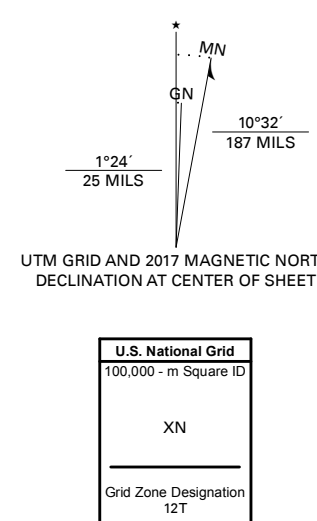 MN
GN
10°32´
187 MILS
1°24´
25 MILS
UTM GRID AND 2017 MAGNETIC NORT
DECLINATION AT CENTER OF SHEET
U.S. National Grid
100,000 - m Square ID
XN
Grid Zone Designation
12T